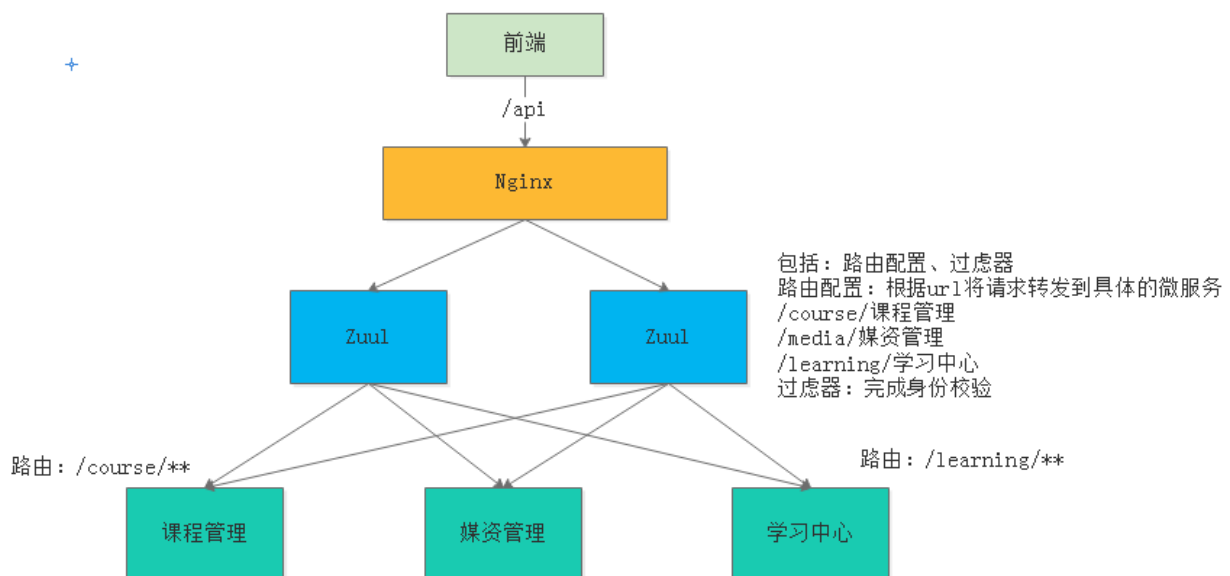 前端
/api
Nginx
Zuul
Zuul
包括：路由配置、过虑器
路由配置：根据url将请求转发到具体的微服务
/course/课程管理
/media/媒资管理
/learning/学习中心
过虑器：完成身份校验
路由：/course/**
路由：/learning/**
课程管理
媒资管理
学习中心